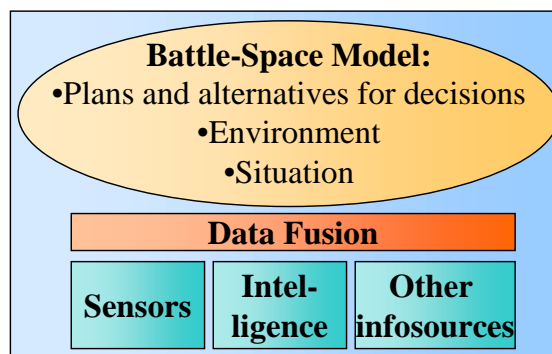 Battle-Space Model:
•Plans and alternatives for decisions
•Environment
•Situation
Data Fusion
Sensors
Intel-
ligence
Other
infosources